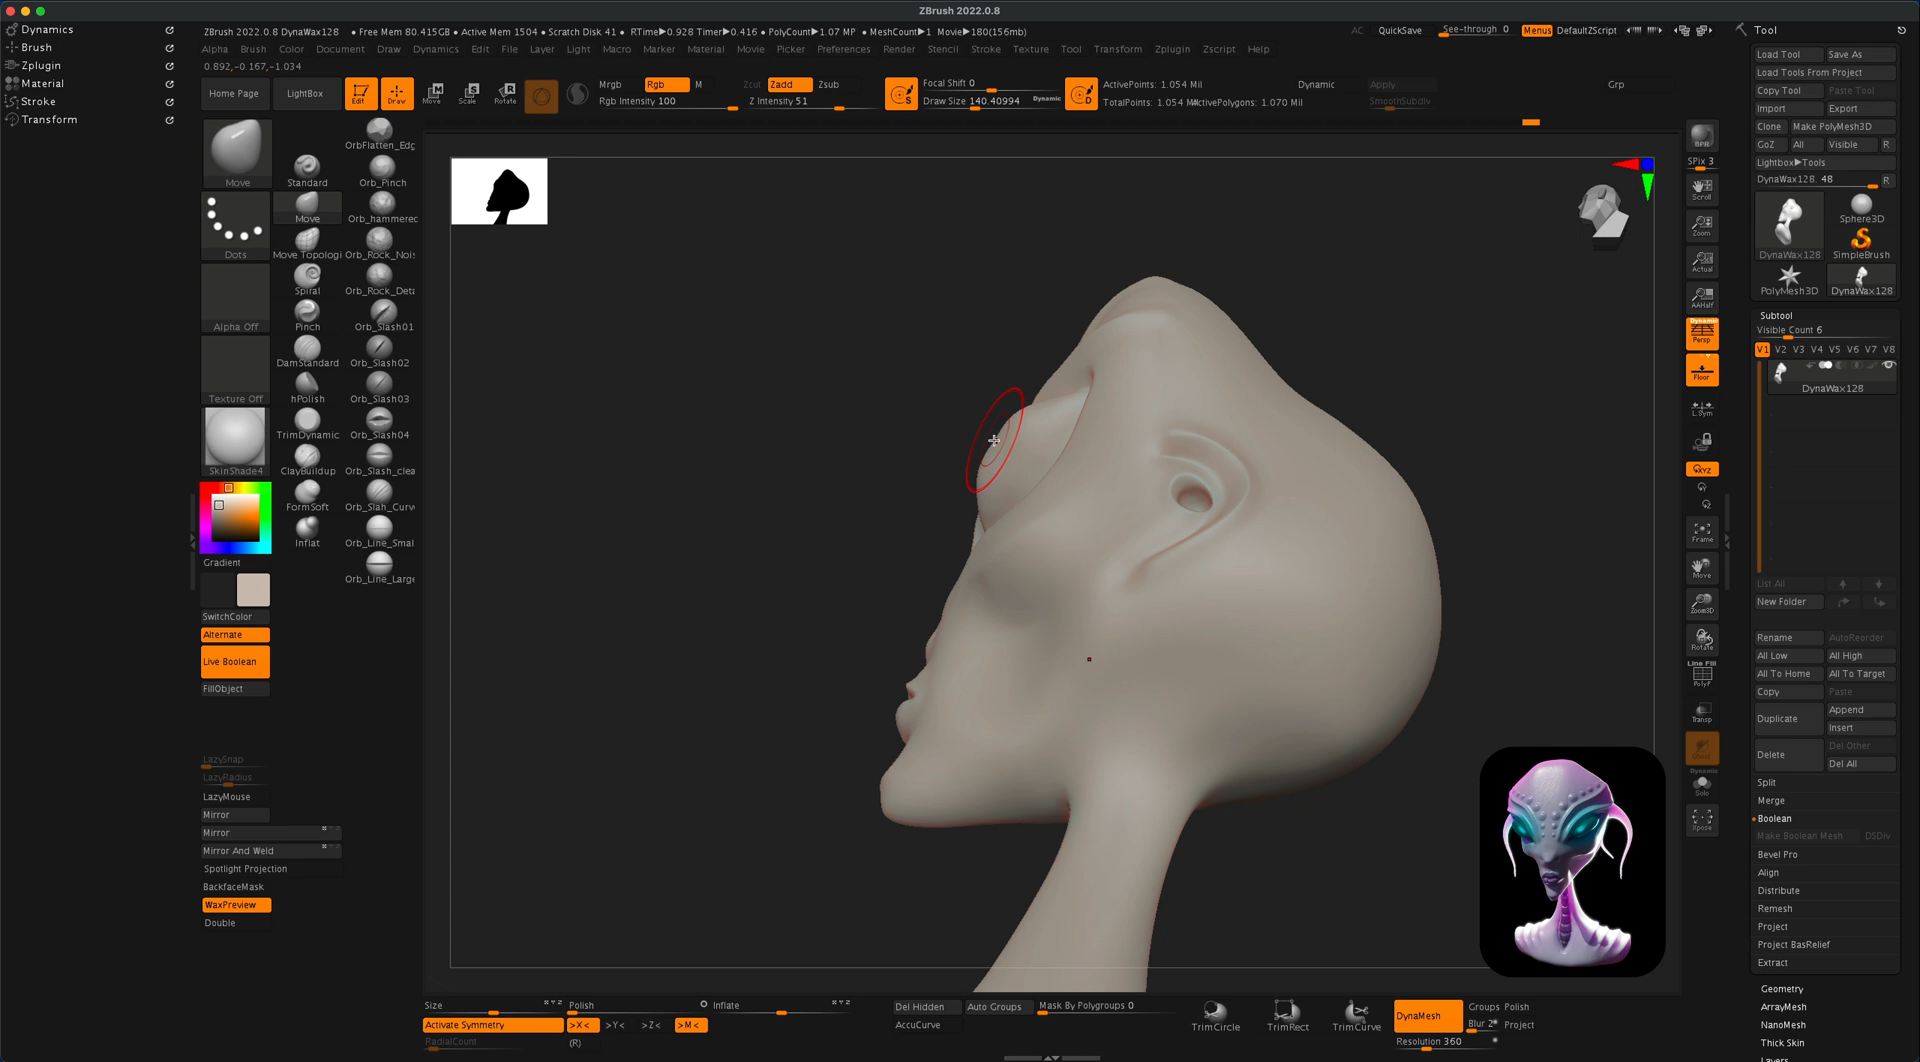 ZBrush 2022.0.8
Dynamics
Brush
Zplugin
Material
Stroke
Transform
ZBrush 2022.0.8 DynaWax128 • Free Mem 80.415GB • Active Mem 1504 • Scratch Disk 41 • RTime▶0.928 Timer▶0.416 • PolyCount▶1.07 MP • MeshCount▶1 Movie▶180(156mb)
AC QuickSave See-through 0 Menus DefaultZScript
Alpha Brush Color Document Draw Dynamics Edit File Layer Light Macro Marker Material Movie Picker Preferences Render Stencil Stroke Texture Tool Transform Zplugin Zscript Help
0.892,-0.167,-1.034
Home Page LightBox Edit Draw Move Scale Rotate
Mrgb Rgb M
Rgb Intensity 100
Zcut Zadd Zsub
Z Intensity 51
Focal Shift 0
Draw Size 140.40994 Dynamic
ActivePoints: 1.054 Mil
TotalPoints: 1.054 Mil
ActivePolygons: 1.070 Mil
Dynamic Apply
SmoothSubdiv
Grp
Move
Dots
Alpha Off
Texture Off
SkinShade4
Gradient
SwitchColor
Alternate
Live Boolean
FillObject
Standard
Move
Move Topologi
Spiral
Pinch
DamStandard
hPolish
TrimDynamic
ClayBuildup
FormSoft
Inflat
OrbFlatten_Edg
Orb_Pinch
Orb_hammered
Orb_Rock_Nois
Orb_Rock_Deta
Orb_Slash01
Orb_Slash02
Orb_Slash03
Orb_Slash04
Orb_Slash_clea
Orb_Slah_Curv
Orb_Line_Smal
Orb_Line_Large
LazySnap
LazyRadius
LazyMouse
Mirror
Mirror
Mirror And Weld
Spotlight Projection
BackfaceMask
WaxPreview
Double
BPR
SPix 3
Scroll
Zoom
Actual
AAHalf
Dynamic
Persp
Floor
L.Sym
XYZ
Frame
Move
Zoom3D
Rotate
Line Fill
PolyF
Transp
Ghost
Dynamic
Solo
Xpose
Tool
Load Tool Save As
Load Tools From Project
Copy Tool Paste Tool
Import Export
Clone Make PolyMesh3D
GoZ All Visible R
Lightbox▶Tools
DynaWax128. 48 R
DynaWax128
Sphere3D
SimpleBrush
PolyMesh3D
DynaWax128
Subtool
Visible Count 6
V1 V2 V3 V4 V5 V6 V7 V8
DynaWax128
List All
New Folder
Rename AutoReorder
All Low All High
All To Home All To Target
Copy Paste
Duplicate Append
Insert
Delete Del Other
Del All
Split
Merge
Boolean
Make Boolean Mesh DSDiv
Bevel Pro
Align
Distribute
Remesh
Project
Project BasRelief
Extract
Geometry
ArrayMesh
NanoMesh
Thick Skin
Layers
Size Polish Inflate
Activate Symmetry >X< >Y< >Z< >M<
RadialCount (R)
Del Hidden Auto Groups Mask By Polygroups 0
AccuCurve
TrimCircle TrimRect TrimCurve
DynaMesh Groups Polish
Blur 2 Project
Resolution 360